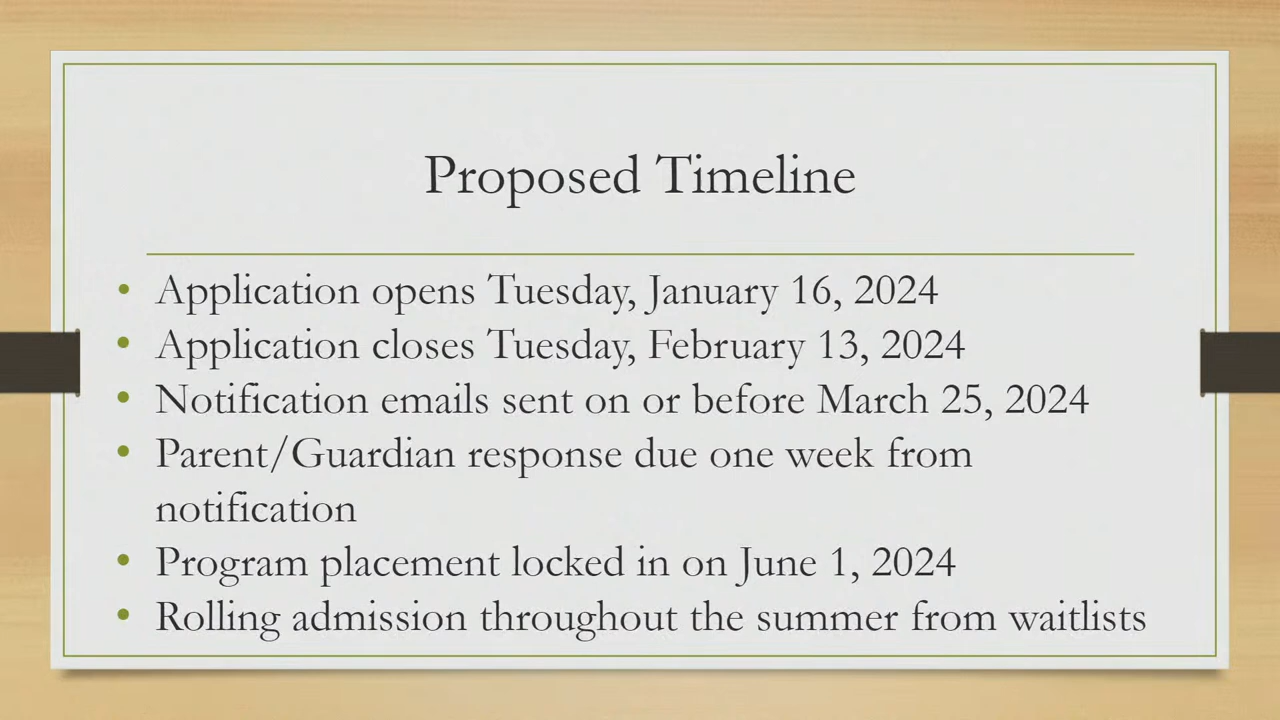 Proposed Timeline
• Application opens Tuesday, January 16, 2024
• Application closes Tuesday, February 13, 2024
• Notification emails sent on or before March 25, 2024
• Parent/Guardian response due one week from
notification
• Program placement locked in on June 1, 2024
• Rolling admission throughout the summer from waitlists